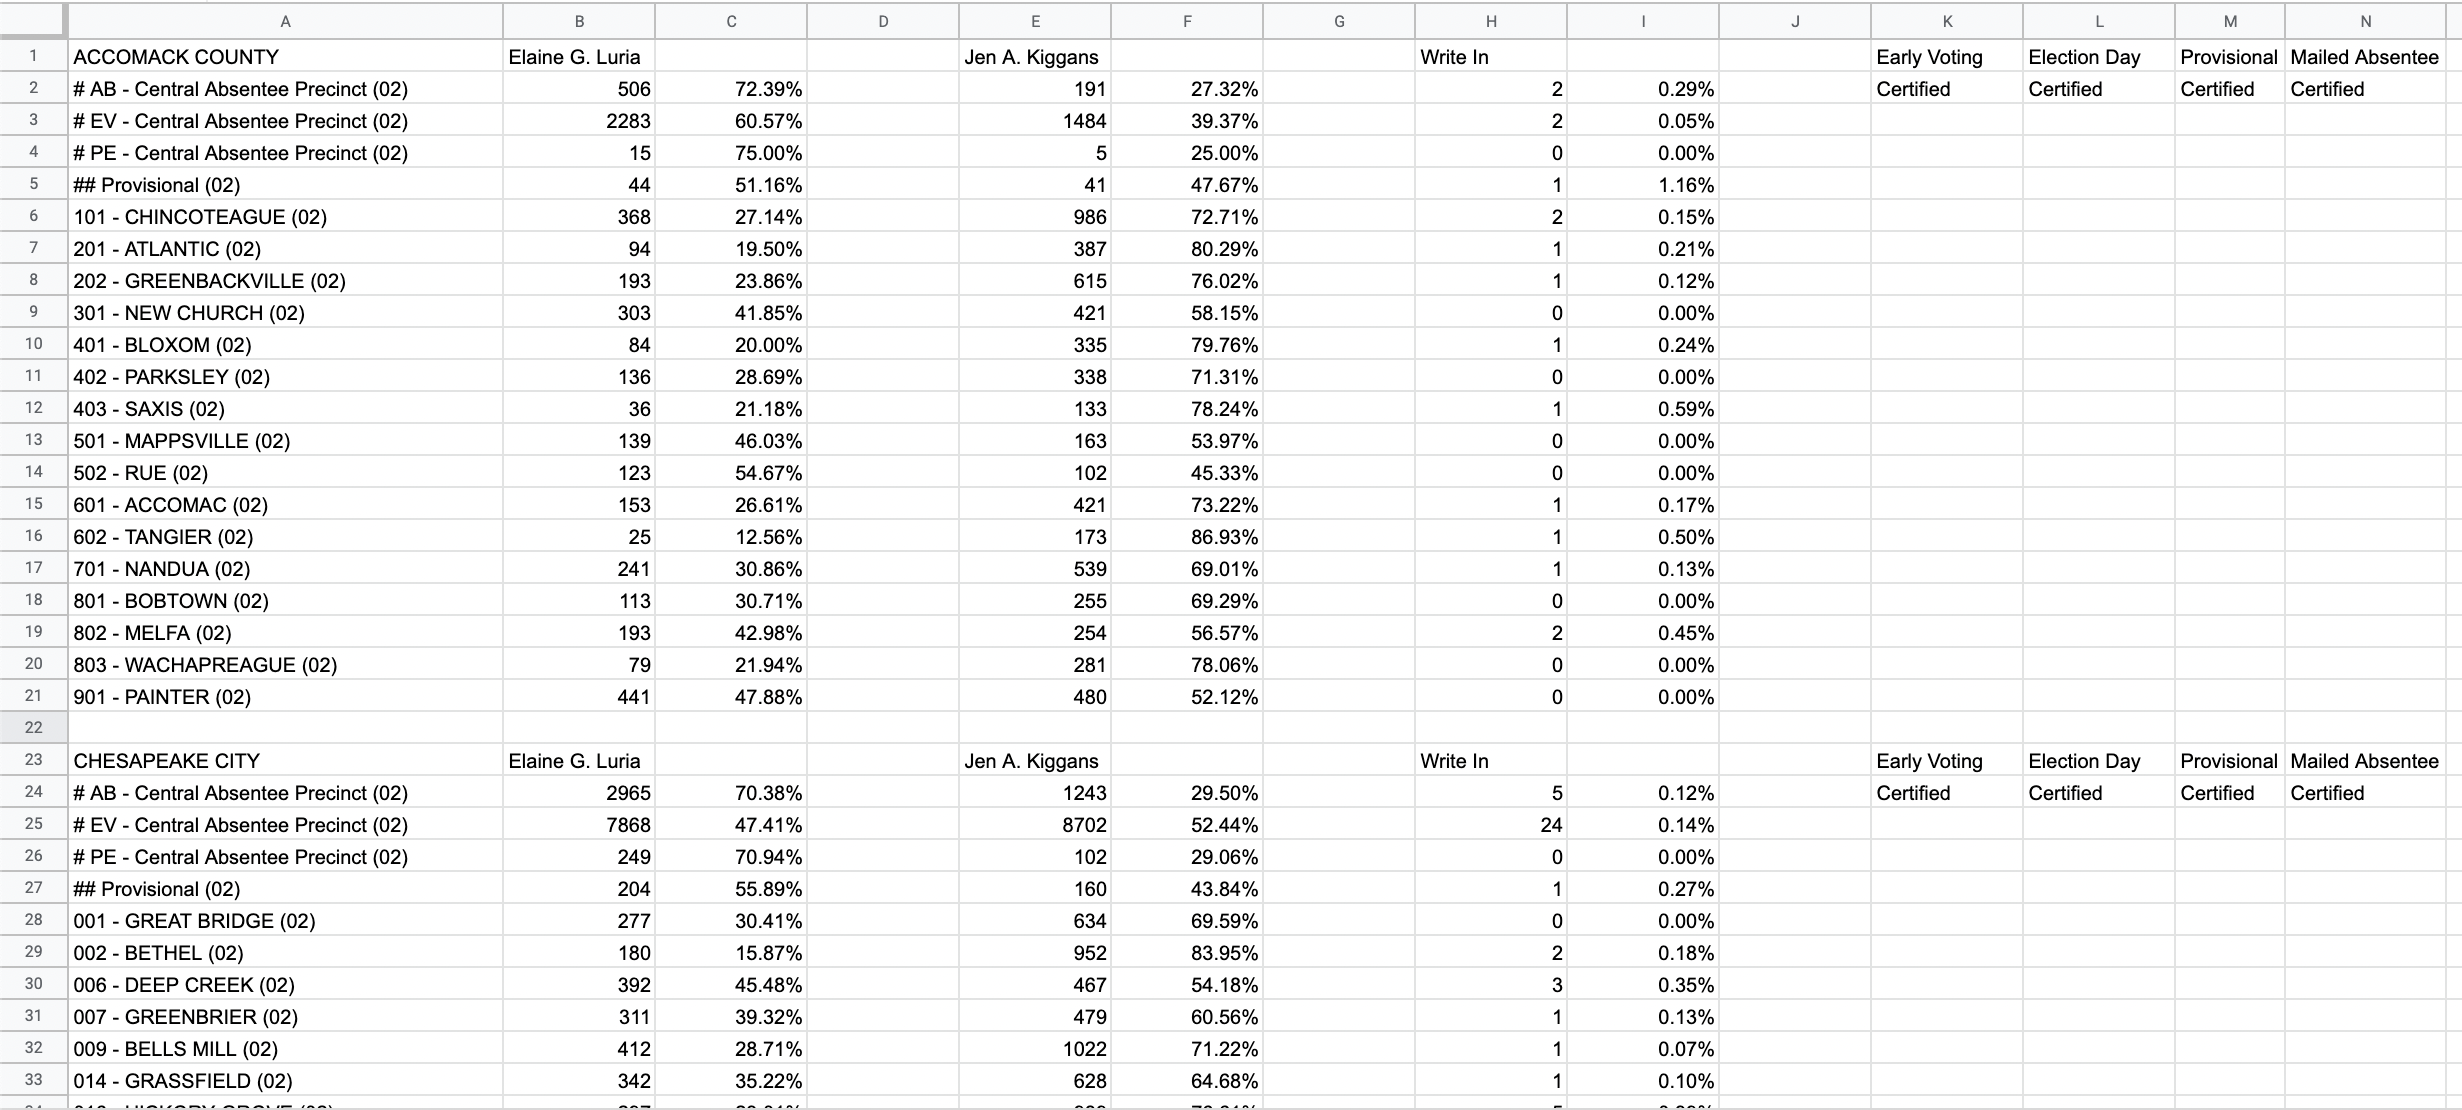 A B C D E F G H I J K L M N
1 ACCOMACK COUNTY Elaine G. Luria Jen A. Kiggans Write In Early Voting Election Day Provisional Mailed Absentee
2 # AB - Central Absentee Precinct (02) 506 72.39% 191 27.32% 2 0.29% Certified Certified Certified Certified
3 # EV - Central Absentee Precinct (02) 2283 60.57% 1484 39.37% 2 0.05%
4 # PE - Central Absentee Precinct (02) 15 75.00% 5 25.00% 0 0.00%
5 ## Provisional (02) 44 51.16% 41 47.67% 1 1.16%
6 101 - CHINCOTEAGUE (02) 368 27.14% 986 72.71% 2 0.15%
7 201 - ATLANTIC (02) 94 19.50% 387 80.29% 1 0.21%
8 202 - GREENBACKVILLE (02) 193 23.86% 615 76.02% 1 0.12%
9 301 - NEW CHURCH (02) 303 41.85% 421 58.15% 0 0.00%
10 401 - BLOXOM (02) 84 20.00% 335 79.76% 1 0.24%
11 402 - PARKSLEY (02) 136 28.69% 338 71.31% 0 0.00%
12 403 - SAXIS (02) 36 21.18% 133 78.24% 1 0.59%
13 501 - MAPPSVILLE (02) 139 46.03% 163 53.97% 0 0.00%
14 502 - RUE (02) 123 54.67% 102 45.33% 0 0.00%
15 601 - ACCOMAC (02) 153 26.61% 421 73.22% 1 0.17%
16 602 - TANGIER (02) 25 12.56% 173 86.93% 1 0.50%
17 701 - NANDUA (02) 241 30.86% 539 69.01% 1 0.13%
18 801 - BOBTOWN (02) 113 30.71% 255 69.29% 0 0.00%
19 802 - MELFA (02) 193 42.98% 254 56.57% 2 0.45%
20 803 - WACHAPREAGUE (02) 79 21.94% 281 78.06% 0 0.00%
21 901 - PAINTER (02) 441 47.88% 480 52.12% 0 0.00%
22
23 CHESAPEAKE CITY Elaine G. Luria Jen A. Kiggans Write In Early Voting Election Day Provisional Mailed Absentee
24 # AB - Central Absentee Precinct (02) 2965 70.38% 1243 29.50% 5 0.12% Certified Certified Certified Certified
25 # EV - Central Absentee Precinct (02) 7868 47.41% 8702 52.44% 24 0.14%
26 # PE - Central Absentee Precinct (02) 249 70.94% 102 29.06% 0 0.00%
27 ## Provisional (02) 204 55.89% 160 43.84% 1 0.27%
28 001 - GREAT BRIDGE (02) 277 30.41% 634 69.59% 0 0.00%
29 002 - BETHEL (02) 180 15.87% 952 83.95% 2 0.18%
30 006 - DEEP CREEK (02) 392 45.48% 467 54.18% 3 0.35%
31 007 - GREENBRIER (02) 311 39.32% 479 60.56% 1 0.13%
32 009 - BELLS MILL (02) 412 28.71% 1022 71.22% 1 0.07%
33 014 - GRASSFIELD (02) 342 35.22% 628 64.68% 1 0.10%